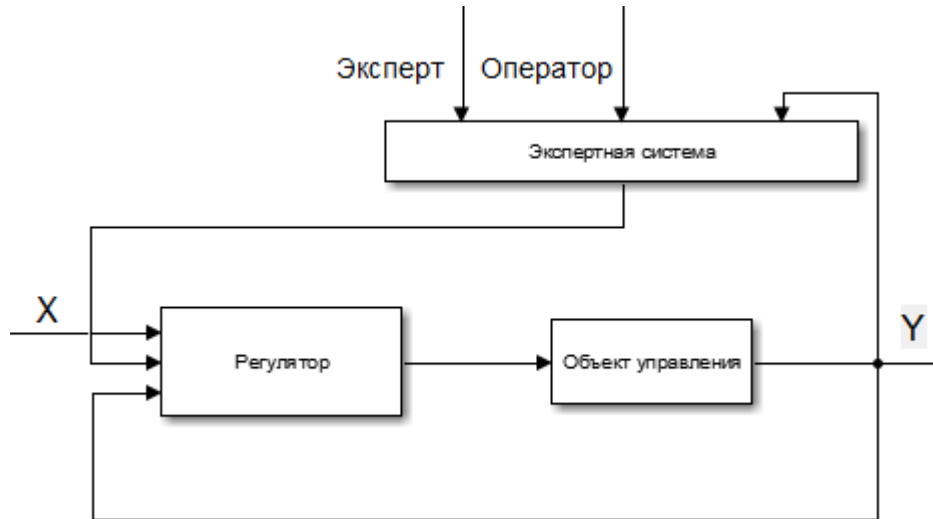 Эксперт Оператор
Экспертная система
X
Y
Регулятор
Объект управления